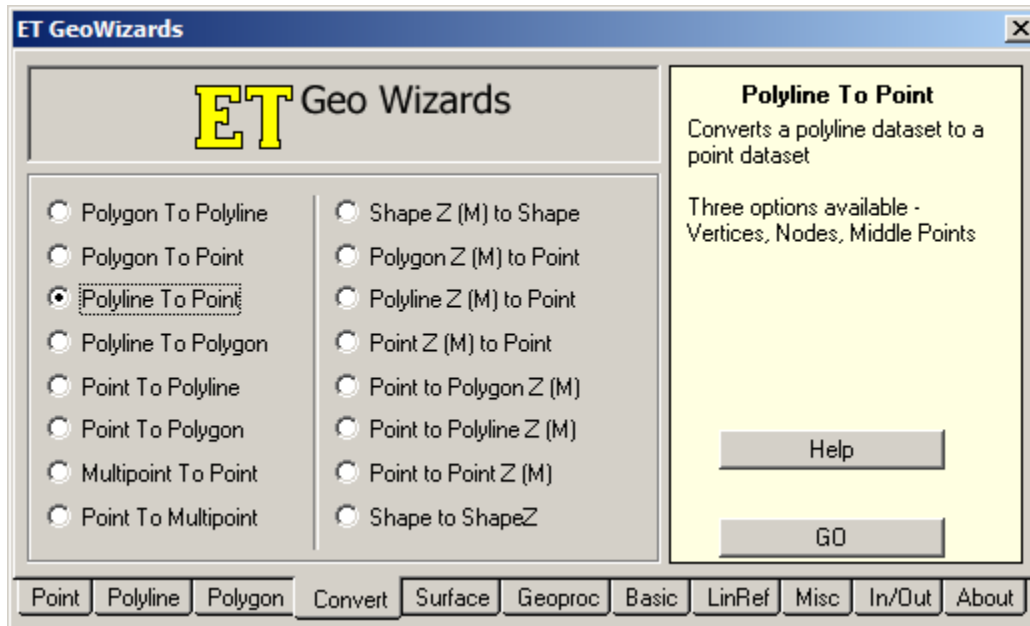 ET GeoWizards
ET Geo Wizards
Polygon To Polyline
Polygon To Point
Polyline To Point
Polyline To Polygon
Point To Polyline
Point To Polygon
Multipoint To Point
Point To Multipoint
Shape Z (M) to Shape
Polygon Z (M) to Point
Polyline Z (M) to Point
Point Z (M) to Point
Point to Polygon Z (M)
Point to Polyline Z (M)
Point to Point Z (M)
Shape to ShapeZ
Polyline To Point
Converts a polyline dataset to a
point dataset
Three options available -
Vertices, Nodes, Middle Points
Help
GO
Point Polyline Polygon Convert Surface Geoproc Basic LinRef Misc In/Out About